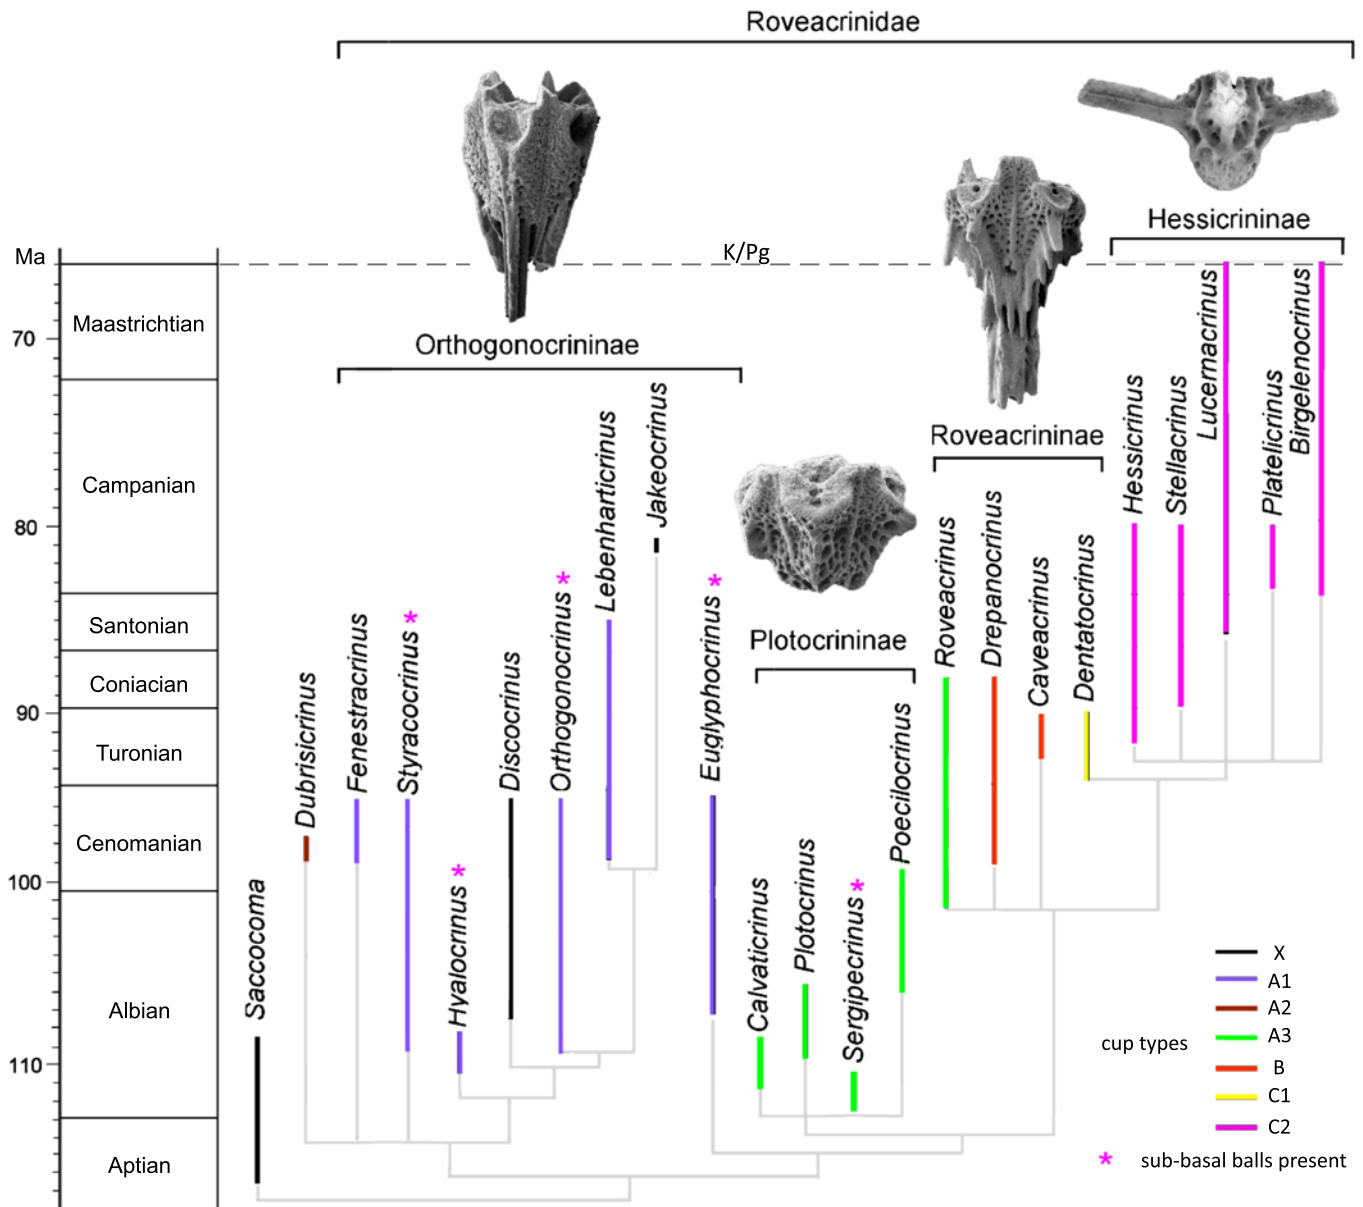 Roveacrinidae
Hessicrininae
Ma
K/Pg
Maastrichtian
70
Campanian
80
Santonian
Coniacian
90
Turonian
Cenomanian
100
Albian
110
Aptian
Orthogonocrininae
Plotocrininae
Roveacrininae
Saccocoma
Dubrisicrinus
Fenestracrinus
Styracocrinus *
Hyalocrinus *
Discocrinus
Orthogonocrinus *
Lebenharticrinus
Jakeocrinus
Euglyphocrinus *
Calvaticrinus
Plotocrinus
Sergipecrinus *
Poecilocrinus
Roveacrinus
Drepanocrinus
Caveacrinus
Dentatocrinus
Hessicrinus
Stellacrinus
Lucernacrinus
Platelicrinus
Birgelenocrinus
cup types
X
A1
A2
A3
B
C1
C2
* sub-basal balls present